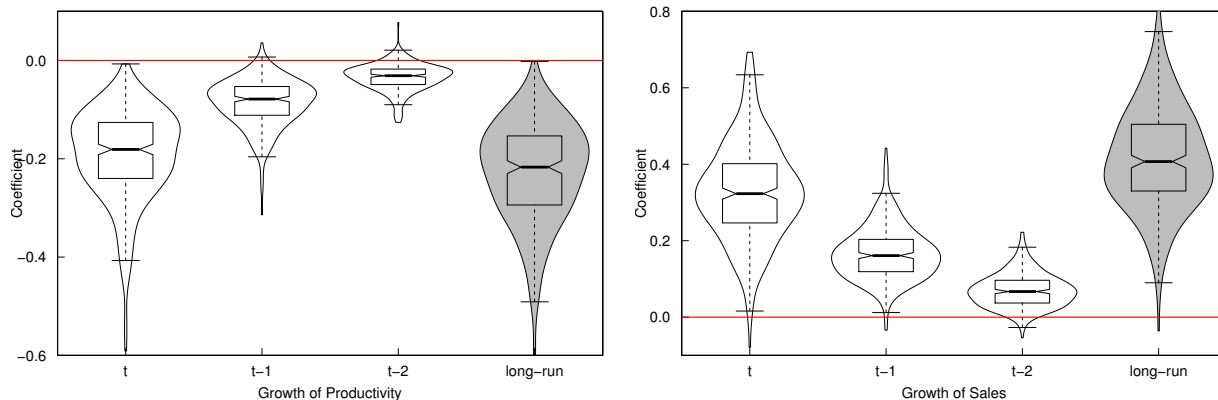 0.0
−0.2
−0.4
−0.6
Coefficient
t
t−1
t−2
long−run
Growth of Productivity
0.8
0.6
0.4
0.2
0.0
Coefficient
t
t−1
t−2
long−run
Growth of Sales